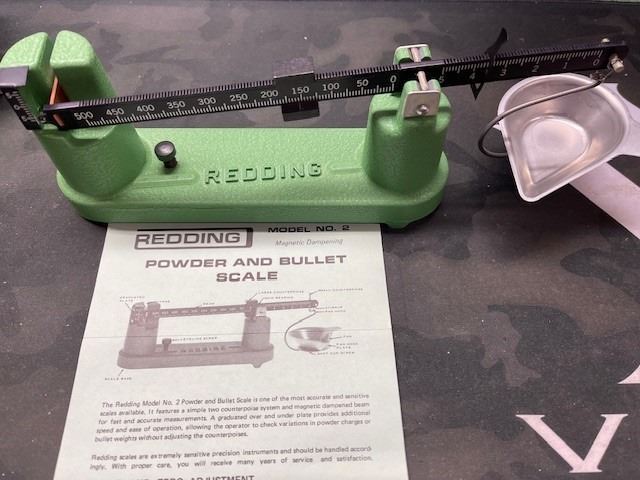 500 450 400 350 300 250 200 150 100 50 0
4 3 2 1 0
REDDING
REDDING
MODEL NO. 2
Magnetic Dampening
POWDER AND BULLET
SCALE
SCALE BASE
The Redding Model No. 2 Powder and Bullet Scale is one of the most accurate and sensitive
scales available. It features a simple two counterpoise system and magnetic dampened beam
for fast and accurate measurements. A graduated over and under plate provides additional
speed and ease of operation, allowing the operator to check variations in powder charges or
bullet weights without adjusting the counterpoises.
Redding scales are extremely sensitive precision instruments and should be handled accord-
ingly. With proper care, you will receive many years of service and satisfaction.
ZERO ADJUSTMENT
V